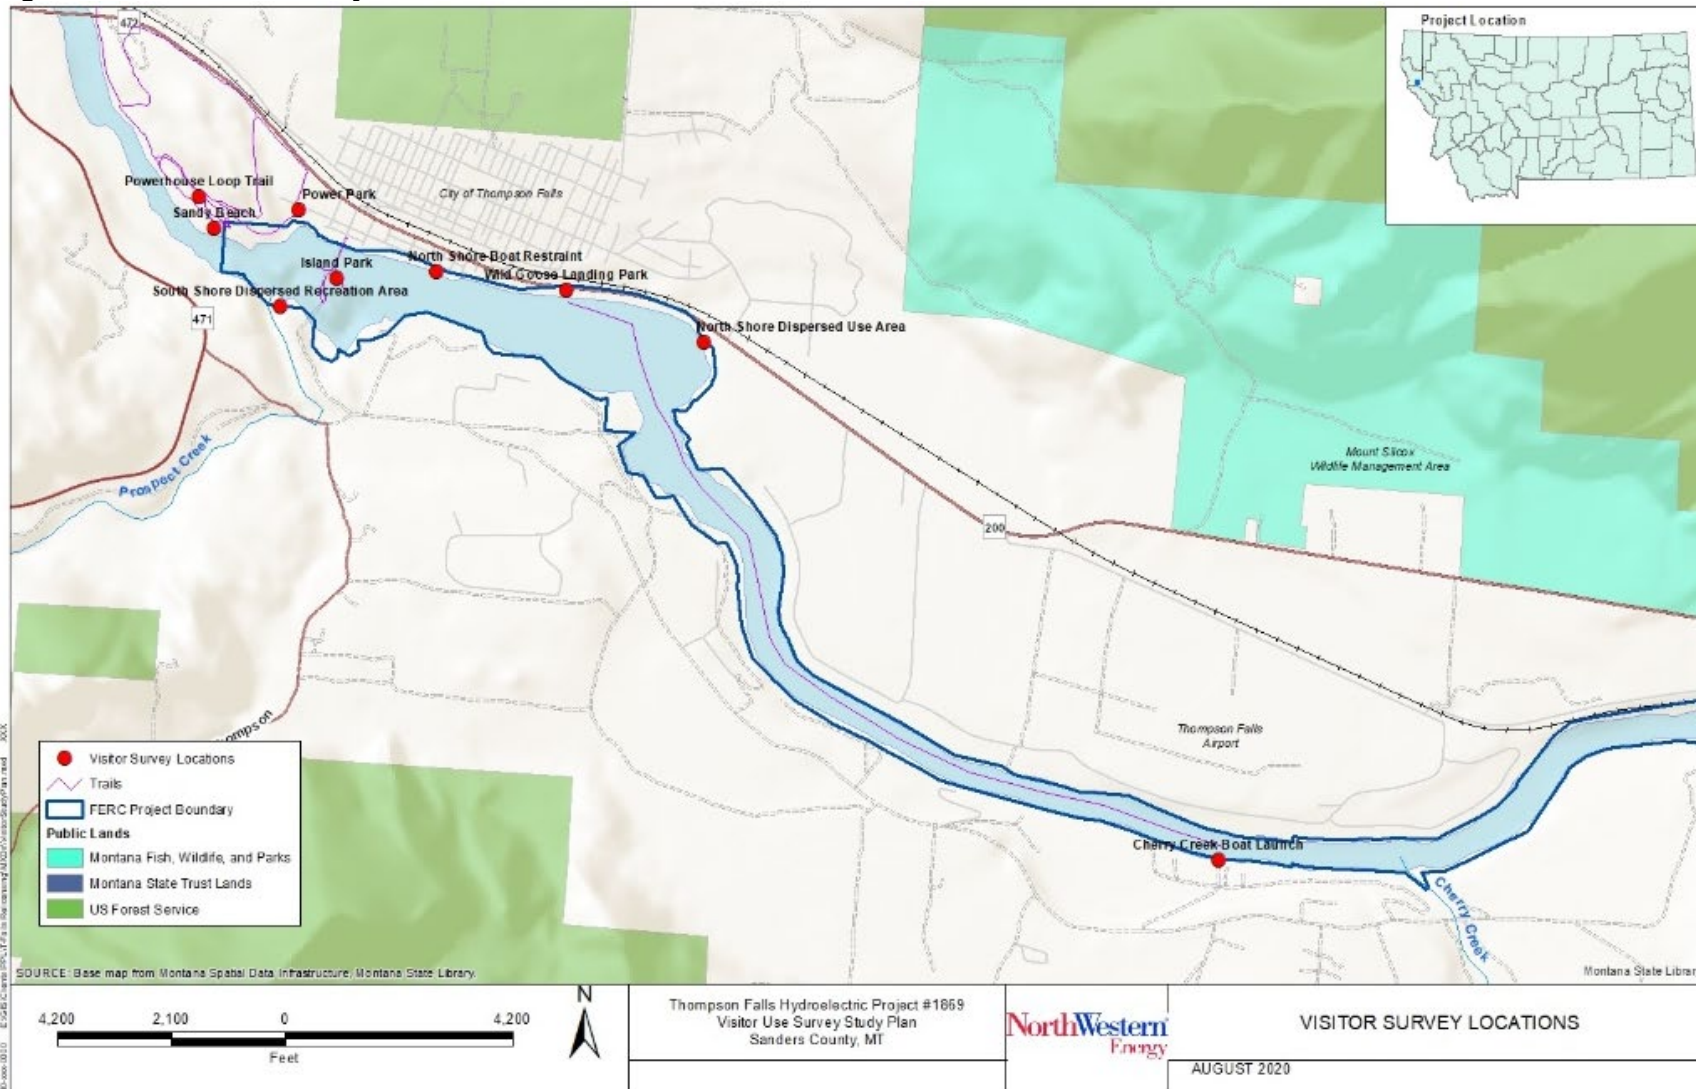 472
Project Location
Powerhouse Loop Trail
Power Park
City of Thompson Falls
Sandy Beach
Island Park
North Shore Boat Restraint
Wild Goose Landing Park
South Shore Dispersed Recreation Area
471
North Shore Dispersed Use Area
Prospect Creek
Mount Silcox
Wildlife Management Area
200
Thompson Falls
Airport
Cherry Creek Boat Launch
Cherry Creek
Visitor Survey Locations
Trails
FERC Project Boundary
Public Lands
Montana Fish, Wildlife, and Parks
Montana State Trust Lands
US Forest Service
SOURCE: Base map from Montana Spatial Data Infrastructure, Montana State Library.
Montana State Librar
4,200 2,100 0 4,200
Feet
N
Thompson Falls Hydroelectric Project #1869
Visitor Use Survey Study Plan
Sanders County, MT
NorthWestern
Energy
VISITOR SURVEY LOCATIONS
AUGUST 2020